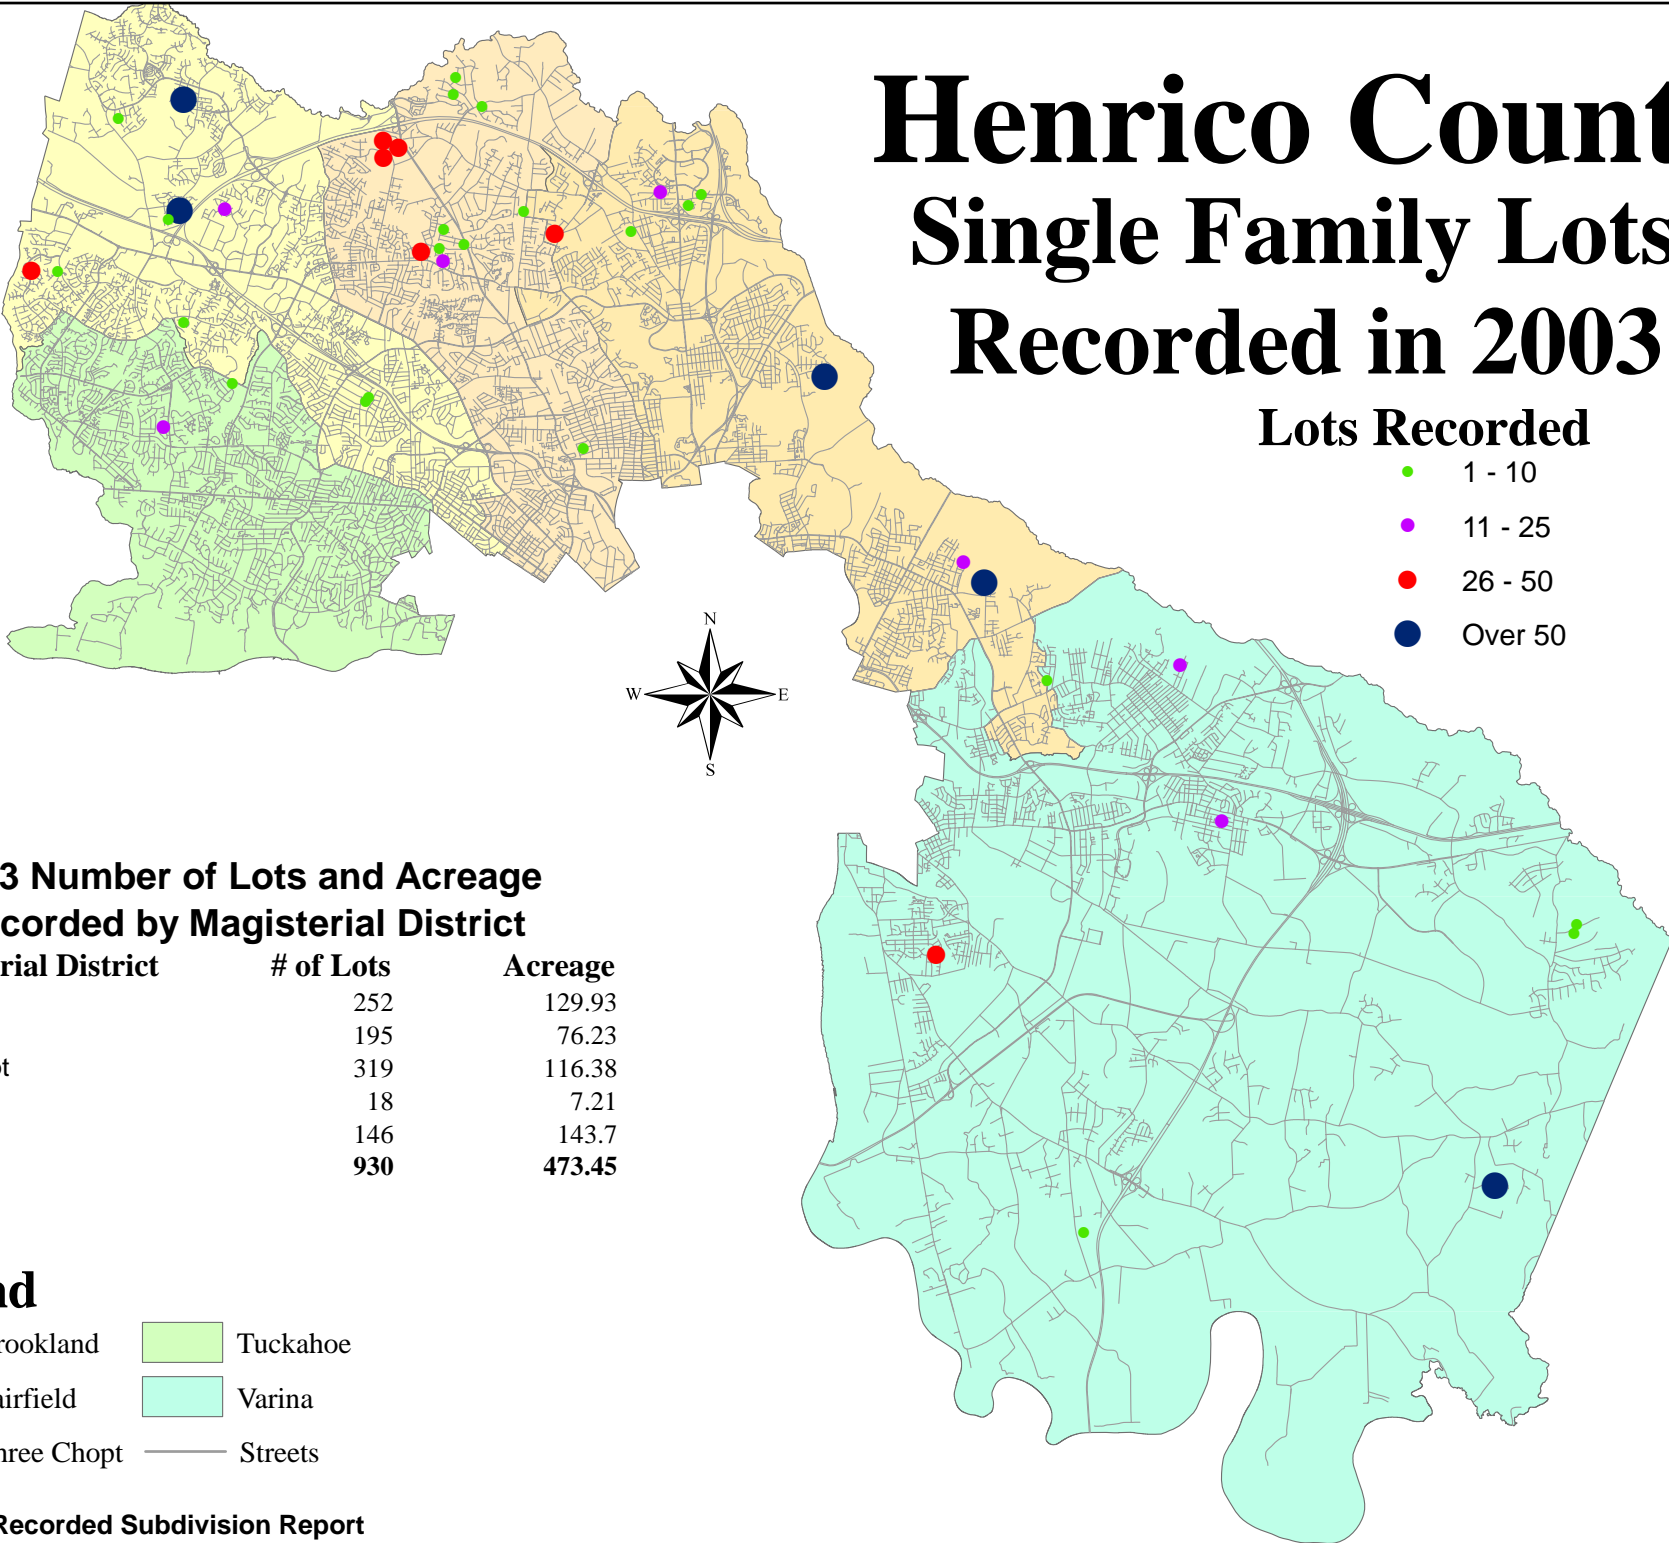 Henrico Count
Single Family Lots
Recorded in 2003
Lots Recorded
1 - 10
11 - 25
26 - 50
Over 50
N
W E
S
3 Number of Lots and Acreage
corded by Magisterial District
rial District # of Lots Acreage
252 129.93
195 76.23
ot 319 116.38
18 7.21
146 143.7
930 473.45
nd
rookland Tuckahoe
airfield Varina
hree Chopt Streets
Recorded Subdivision Report